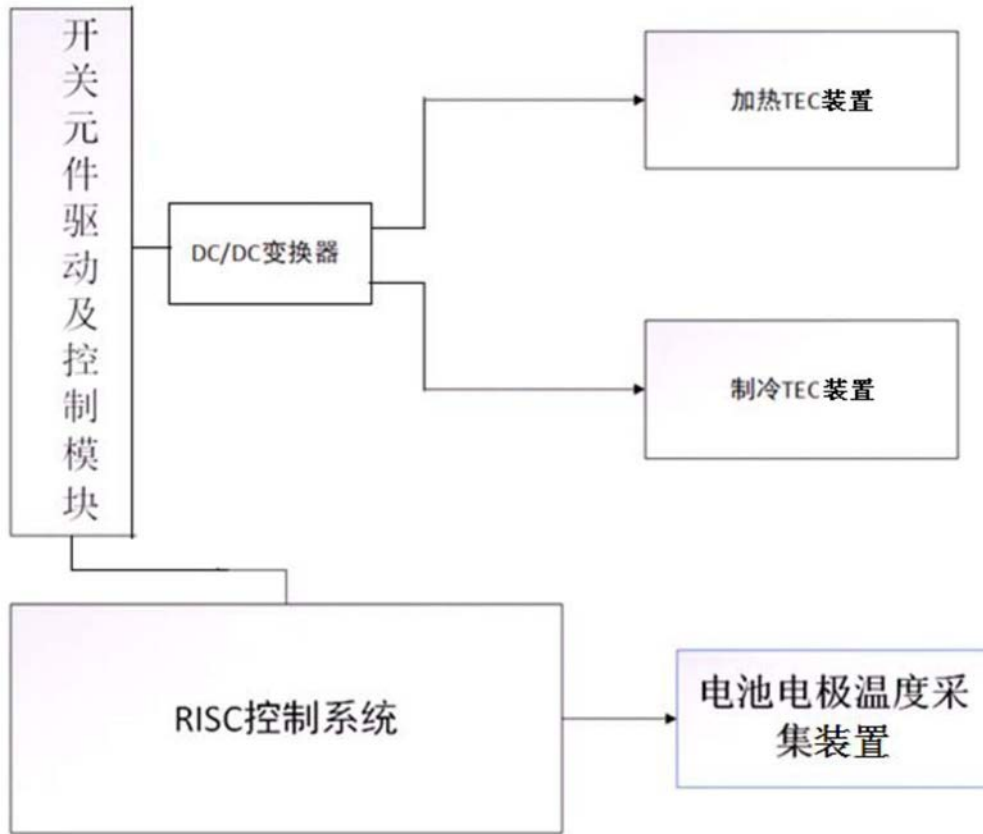 开关元件驱动及控制模块
加热TEC装置
DC/DC变换器
制冷TEC装置
RISC控制系统
电池电极温度采
集装置